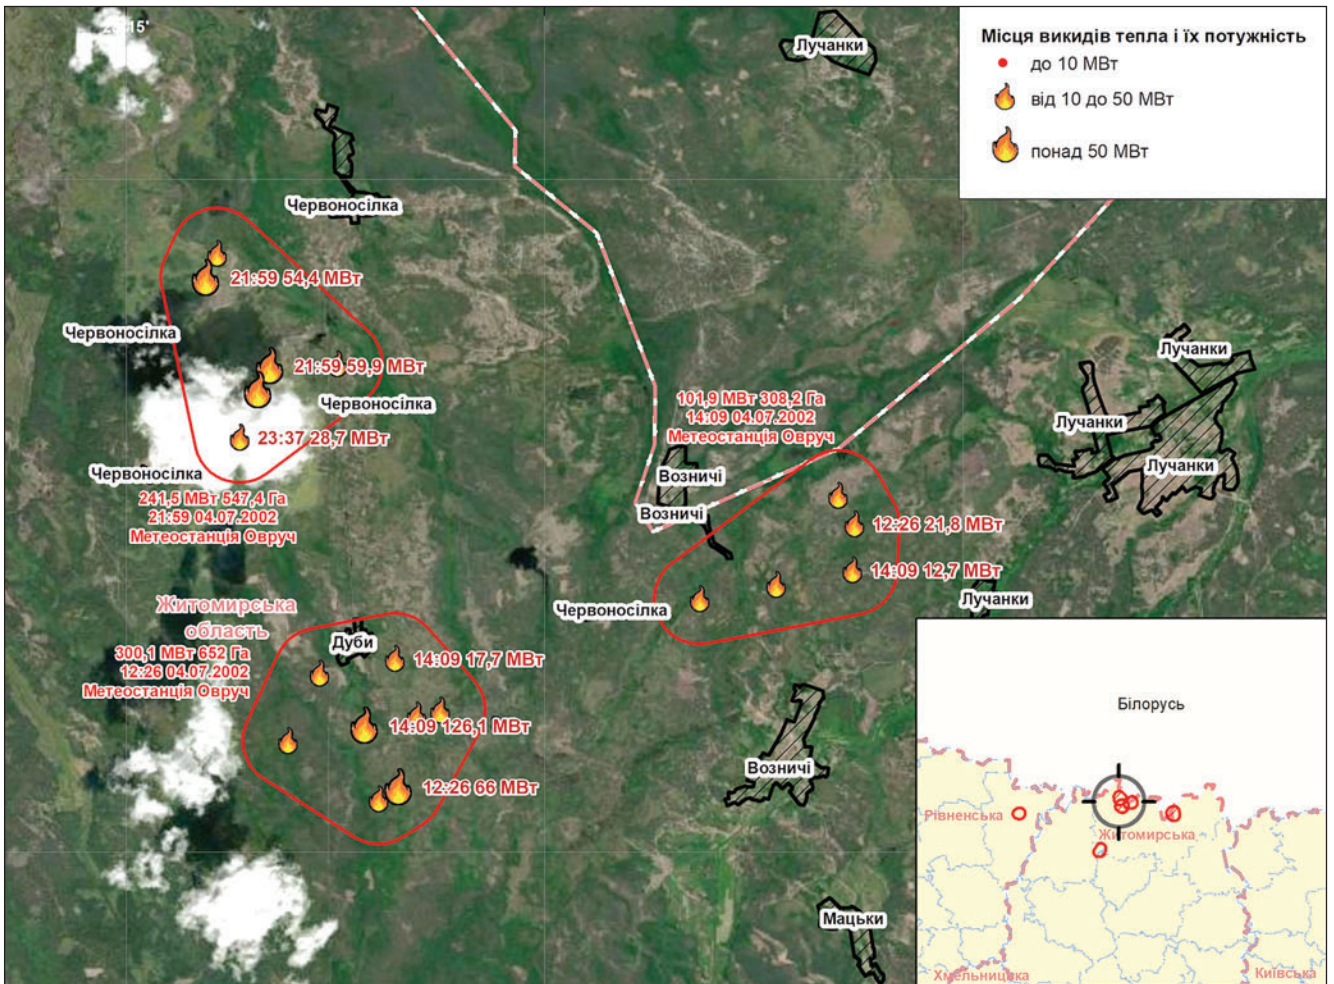 15'
Лучанки
Місця викидів тепла і їх потужність
до 10 МВт
від 10 до 50 МВт
понад 50 МВт
Червоносілка
21:59 54,4 МВт
Червоносілка
21:59 59,9 МВт
Червоносілка
23:37 28,7 МВт
Червоносілка
241,5 МВт 547,4 Га
21:59 04.07.2002
Метеостанція Овруч
101,9 МВт 308,2 Га
14:09 04.07.2002
Метеостанція Овруч
Лучанки
Лучанки
Лучанки
Возничі
Возничі
12:26 21,8 МВт
14:09 12,7 МВт
Червоносілка
Лучанки
Житомирська
область
300,1 МВт 652 Га
12:26 04.07.2002
Метеостанція Овруч
Дуби
14:09 17,7 МВт
14:09 126,1 МВт
12:26 66 МВт
Возничі
Мацьки
Білорусь
Рівненська
Житомирська
Хмельницька
Київська